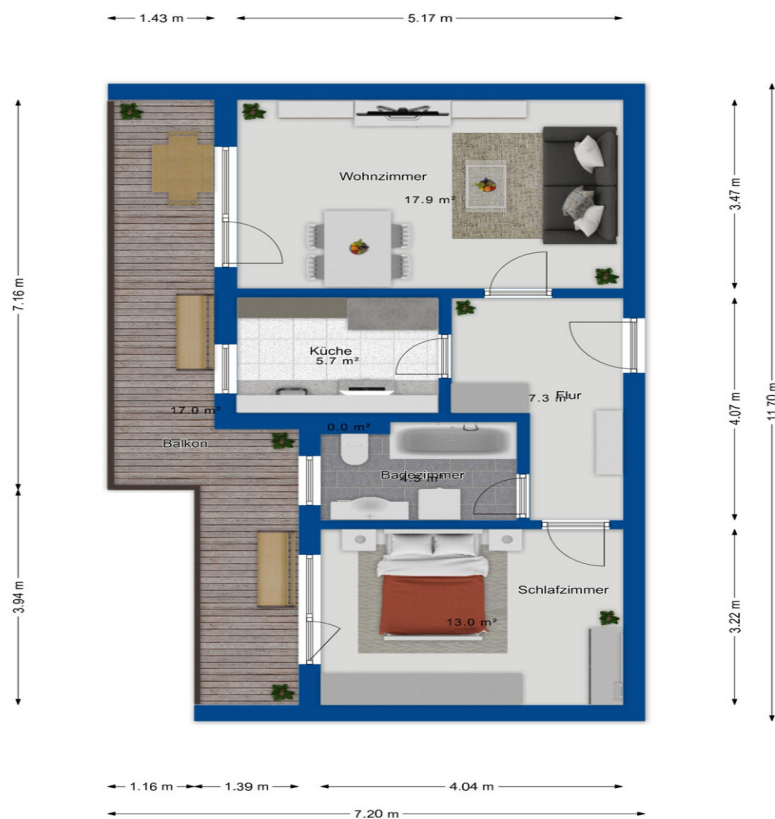 1.43 m
5.17 m
Wohnzimmer
17.9 m²
3.47 m
7.16 m
Küche
5.7 m²
Flur
7.3 m²
4.07 m
11.70 m
17.0 m²
Balkon
0.0 m²
Badezimmer
4.5 m²
Schlafzimmer
13.0 m²
3.94 m
3.22 m
1.16 m
1.39 m
4.04 m
7.20 m